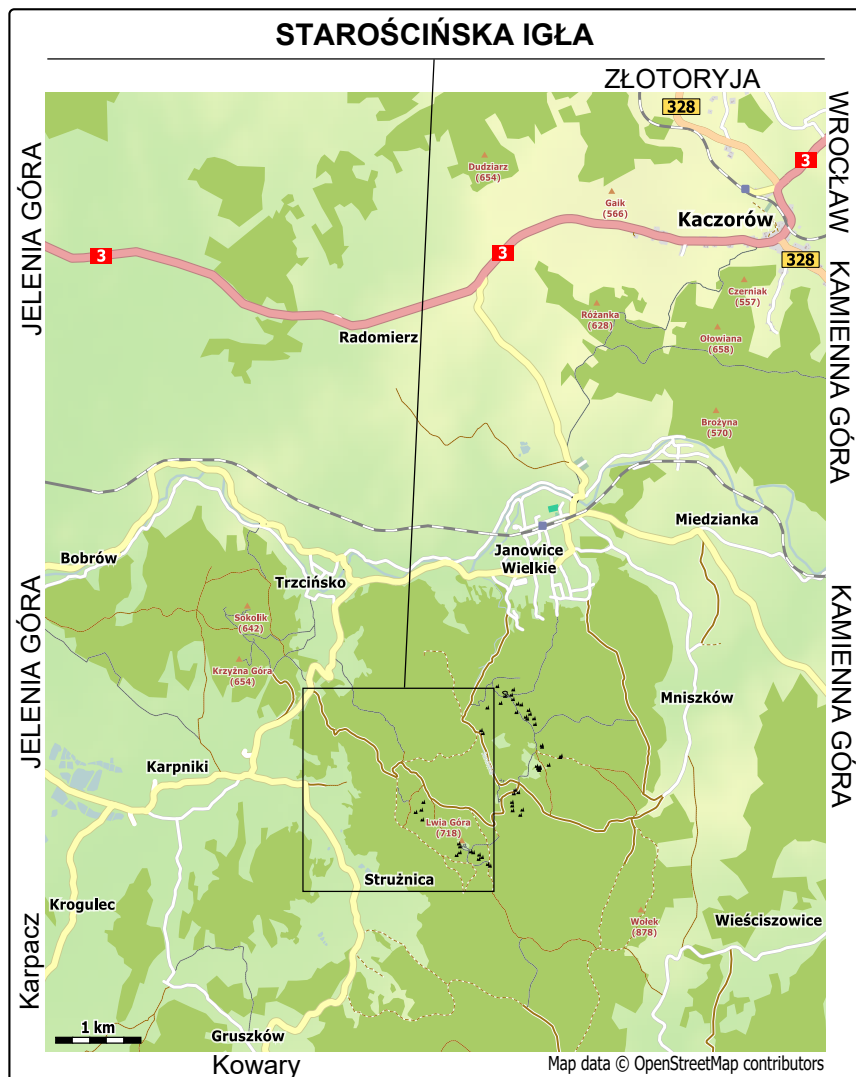 STAROŚCIŃSKA IGŁA
ZŁOTORYJA
328
WROCŁAW
3
Dudziarz
(654)
Gaik
(566)
Kaczorów
JELENIA GÓRA
3
3
328
KAMIENNA GÓRA
Czerniak
(557)
Różanka
(628)
Radomierz
Ołowiana
(658)
Brożyna
(570)
Miedzianka
Janowice
Wielkie
Bobrów
Trzcińsko
JELENIA GÓRA
KAMIENNA GÓRA
Sokolik
(642)
Krzyżna Góra
(654)
Mniszków
Karpniki
Lwia Góra
(718)
Strużnica
Krogulec
Karpacz
Wołek
(878)
Wieściszowice
1 km
Gruszków
Kowary
Map data © OpenStreetMap contributors